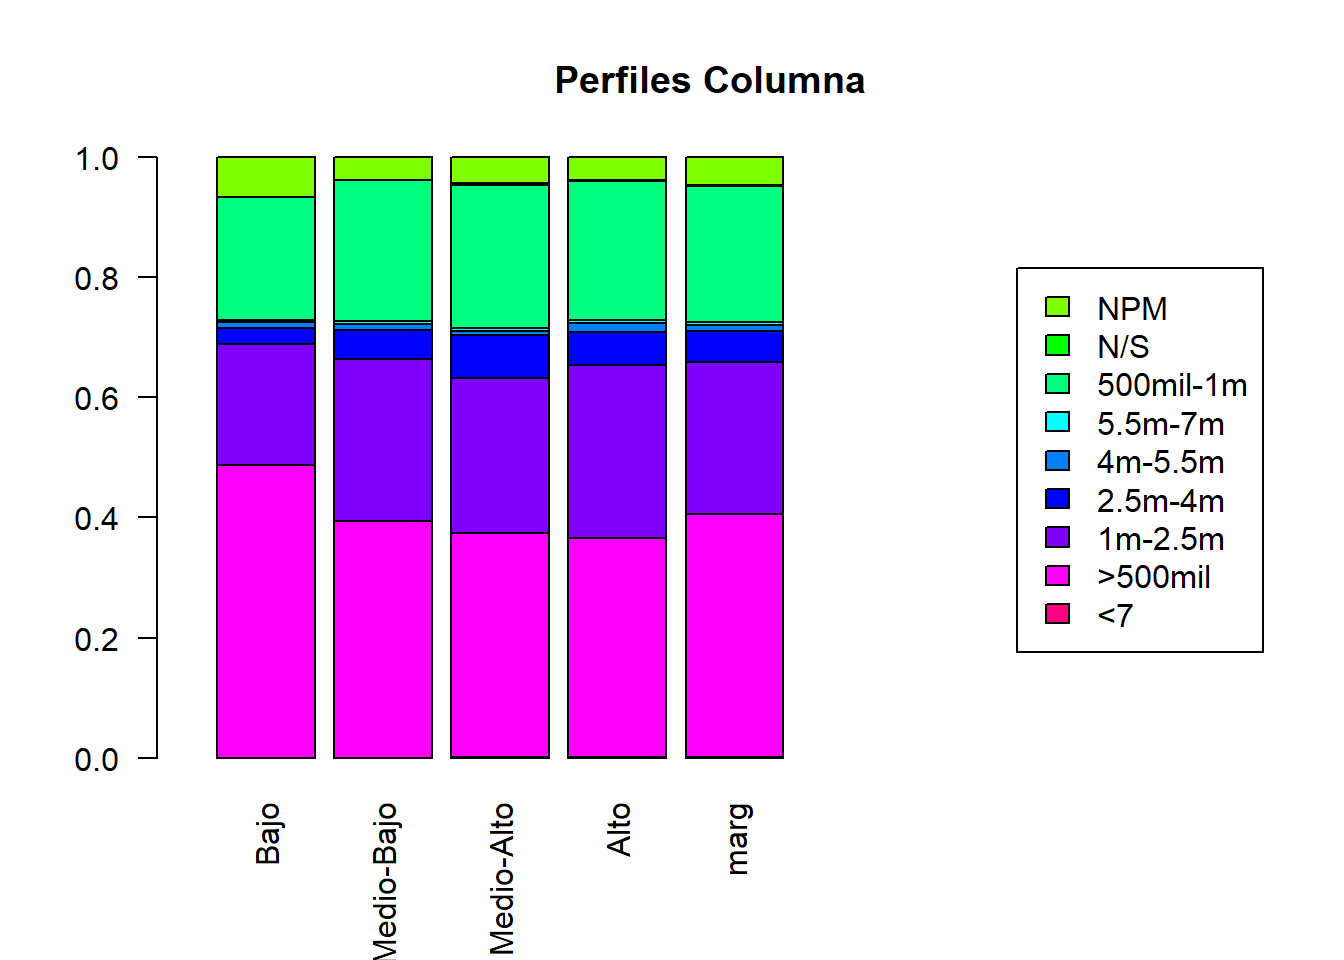 Perfiles Columna
1.0
0.8
0.6
0.4
0.2
0.0
Bajo
Medio-Bajo
Medio-Alto
Alto
marg
NPM
N/S
500mil-1m
5.5m-7m
4m-5.5m
2.5m-4m
1m-2.5m
>500mil
<7